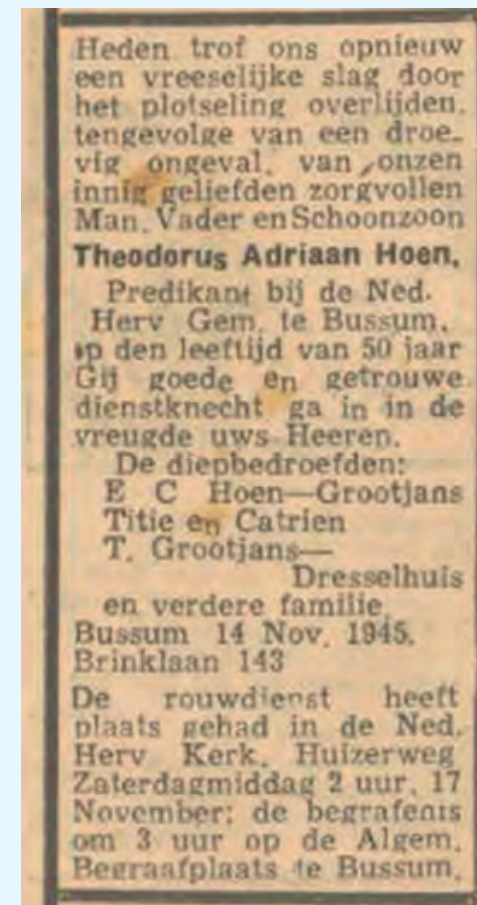 Heden trof ons opnieuw
een vreeselijke slag door
het plotseling overlijden.
tengevolge van een droe-
vig ongeval. van onzen
innig geliefden zorgvollen
Man. Vader en Schoonzoon
Theodorus Adriaan Hoen.
Predikant bij de Ned.
Herv Gem. te Bussum.
op den leeftijd van 50 jaar
Gij goede en getrouwe
dienstknecht ga in in de
vreugde uws Heeren.
De diepbedroefden:
E C Hoen—Grootjans
Titie en Catrien
T. Grootjans—
Dresselhuis
en verdere familie.
Bussum 14 Nov. 1945.
Brinklaan 143
De rouwdienst heeft
plaats gehad in de Ned.
Herv Kerk. Huizerweg
Zaterdagmiddag 2 uur. 17
November; de begrafenis
om 3 uur op de Algem.
Begraafplaats te Bussum.